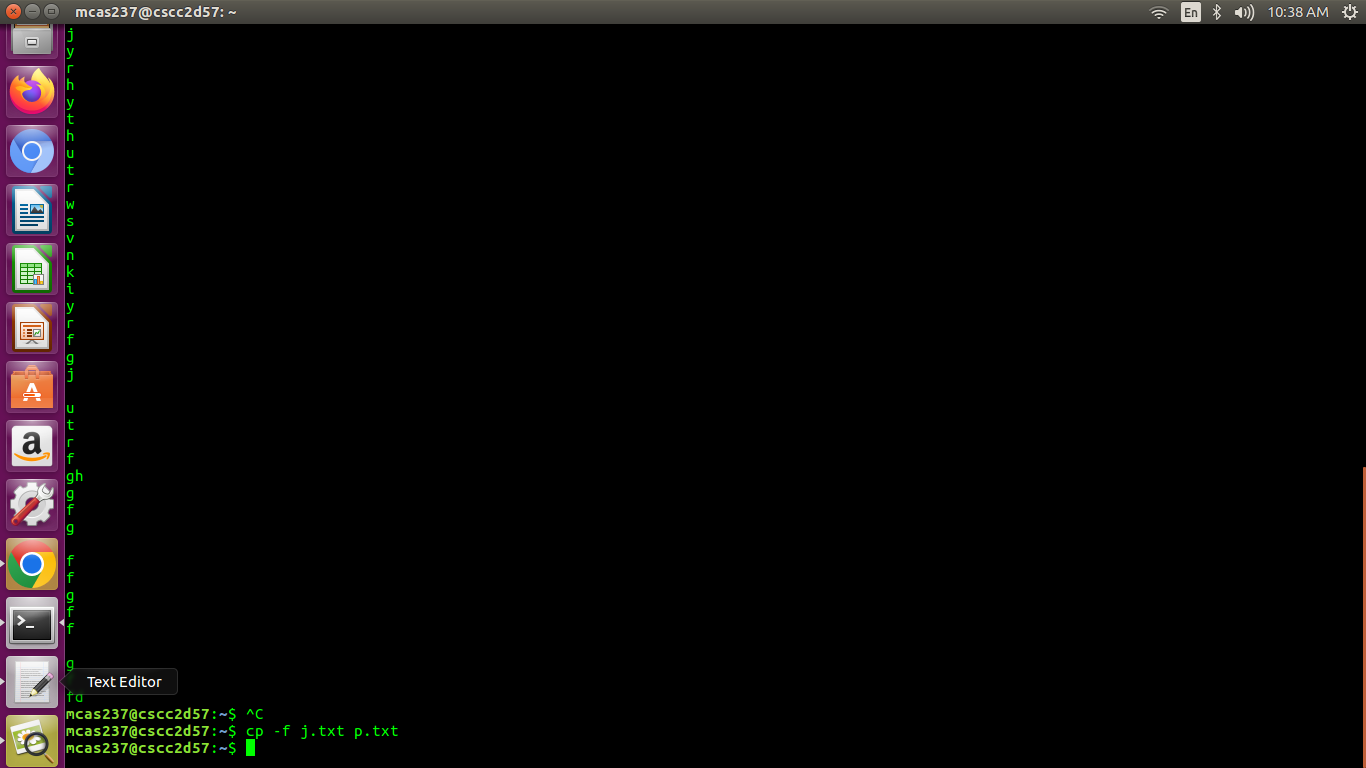 mcas237@cscc2d57: ~
En
10:38 AM
j
y
r
h
y
t
h
u
t
r
w
s
v
n
k
i
y
r
f
g
j
u
t
r
f
gh
g
f
g
f
f
g
f
f
g
Text Editor
fd
mcas237@cscc2d57:~$ ^C
mcas237@cscc2d57:~$ cp -f j.txt p.txt
mcas237@cscc2d57:~$